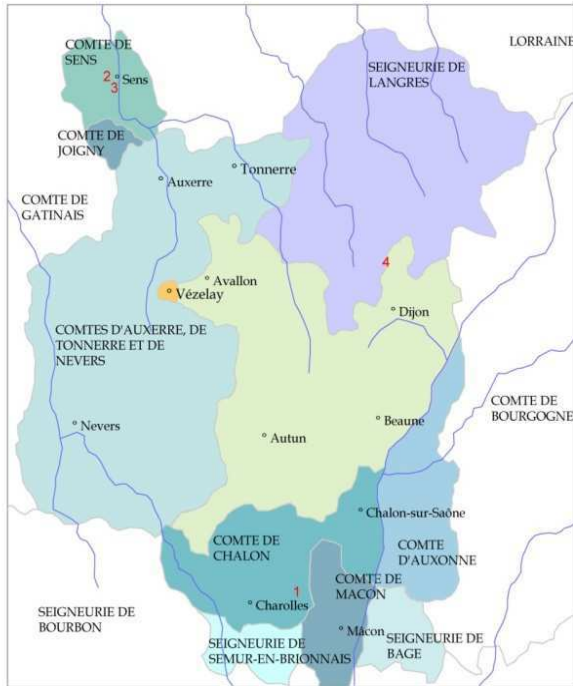 COMTE DE
SENS
2
Sens
3
COMTE DE
JOIGNY
LORRAINE
SEIGNEURIE DE
LANGRES
Tonnerre
Auxerre
COMTE DE
GATINAIS
4
Avallon
Vézelay
Dijon
COMTES D'AUXERRE, DE
TONNERRE ET DE
NEVERS
COMTE DE
BOURGOGNE
Nevers
Beaune
Autun
Chalon-sur-Saône
COMTE DE
CHALON
COMTE
D'AUXONNE
1
COMTE DE
MACON
Charolles
SEIGNEURIE DE
BOURBON
Mâcon
SEIGNEURIE DE
SEMUR-EN-BRIONNAIS
SEIGNEURIE DE
BAGE